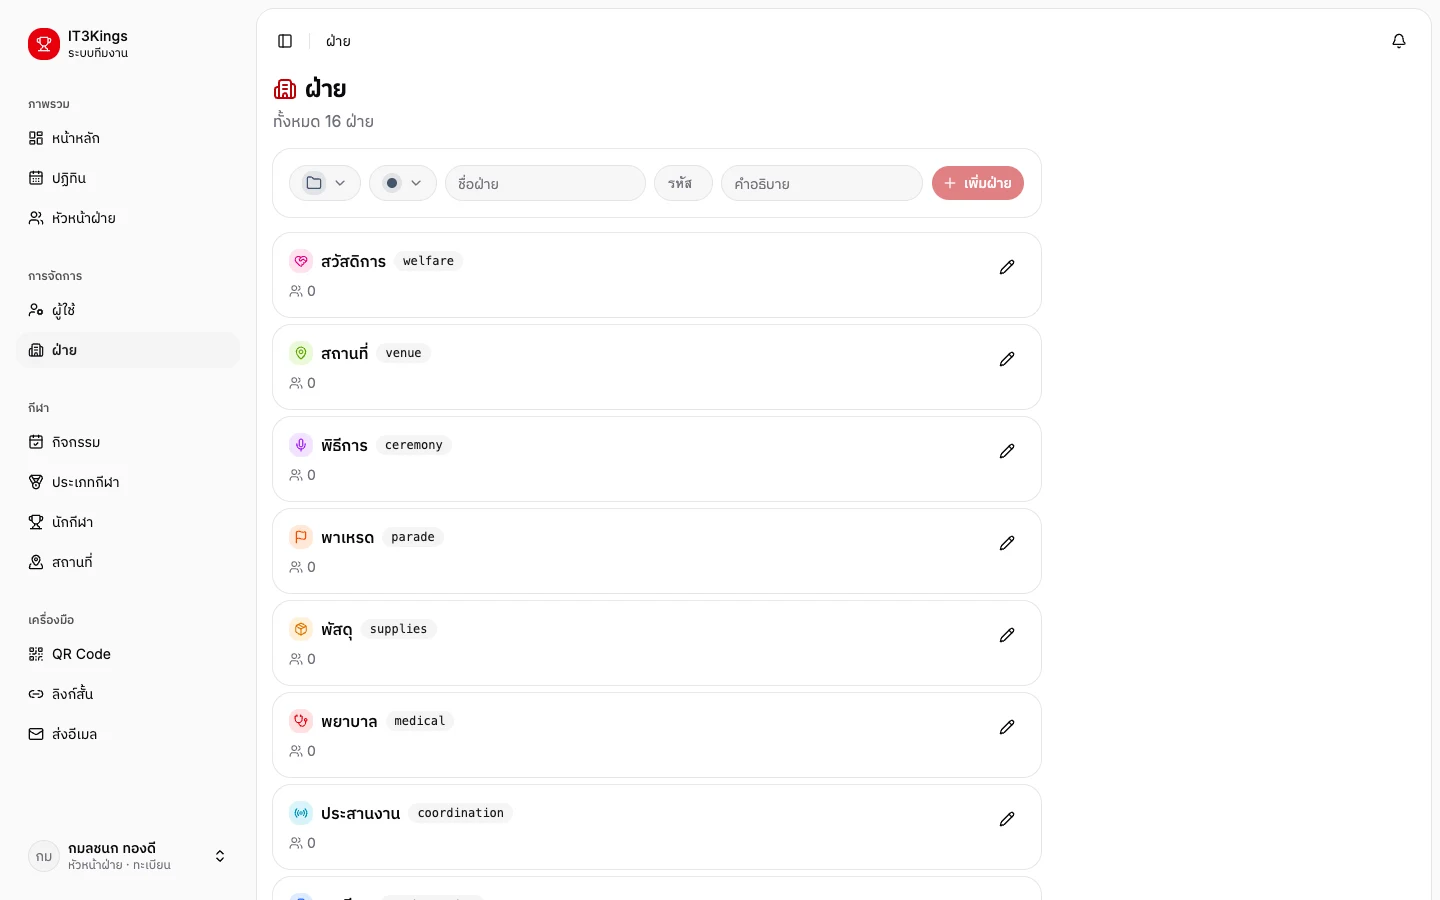 IT3Kings
ระบบทีมงาน
ภาพรวม
หน้าหลัก
ปฏิทิน
หัวหน้าฝ่าย
การจัดการ
ผู้ใช้
ฝ่าย
กีฬา
กิจกรรม
ประเภทกีฬา
นักกีฬา
สถานที่
เครื่องมือ
QR Code
ลิงก์สั้น
ส่งอีเมล
กม
กมลชนก ทองดี
หัวหน้าฝ่าย · ทะเบียน
ฝ่าย
ฝ่าย
ทั้งหมด 16 ฝ่าย
ชื่อฝ่าย
รหัส
คำอธิบาย
เพิ่มฝ่าย
สวัสดิการ welfare
0
สถานที่ venue
0
พิธีการ ceremony
0
พาเหรด parade
0
พัสดุ supplies
0
พยาบาล medical
0
ประสานงาน coordination
0